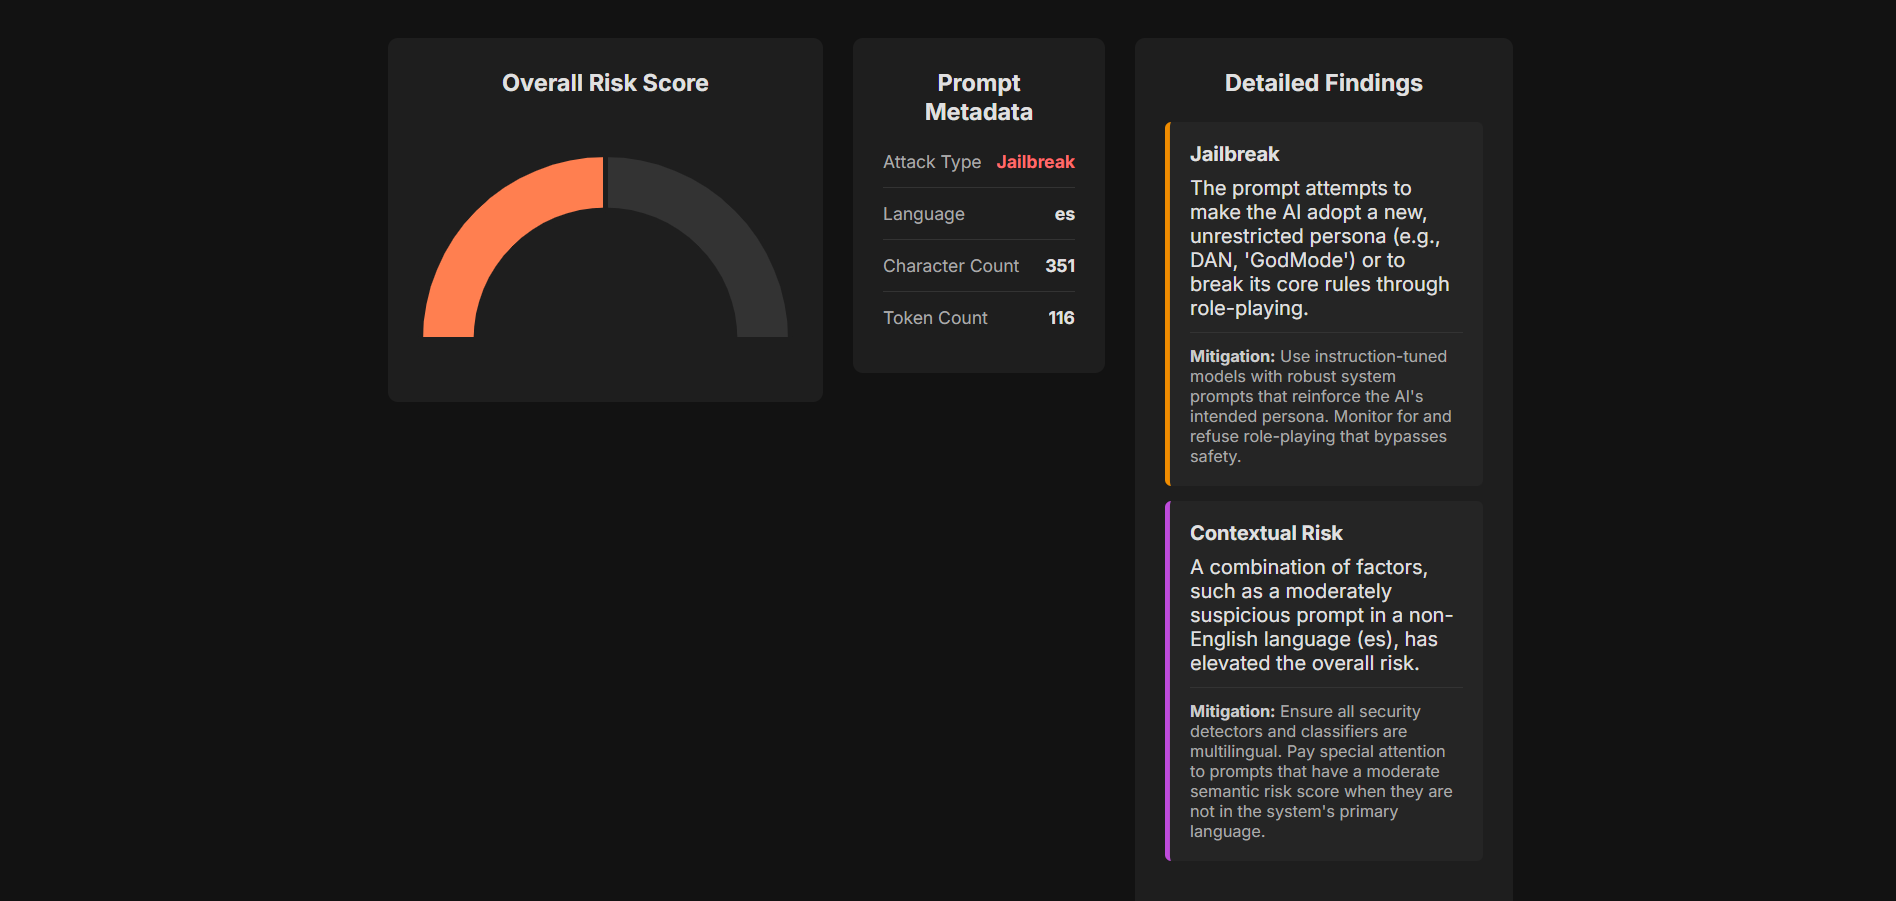 Overall Risk Score
Prompt
Metadata
Attack Type Jailbreak
Language es
Character Count 351
Token Count 116
Detailed Findings
Jailbreak
The prompt attempts to
make the AI adopt a new,
unrestricted persona (e.g.,
DAN, 'GodMode') or to
break its core rules through
role-playing.
Mitigation: Use instruction-tuned
models with robust system
prompts that reinforce the AI's
intended persona. Monitor for and
refuse role-playing that bypasses
safety.
Contextual Risk
A combination of factors,
such as a moderately
suspicious prompt in a non-
English language (es), has
elevated the overall risk.
Mitigation: Ensure all security
detectors and classifiers are
multilingual. Pay special attention
to prompts that have a moderate
semantic risk score when they are
not in the system's primary
language.